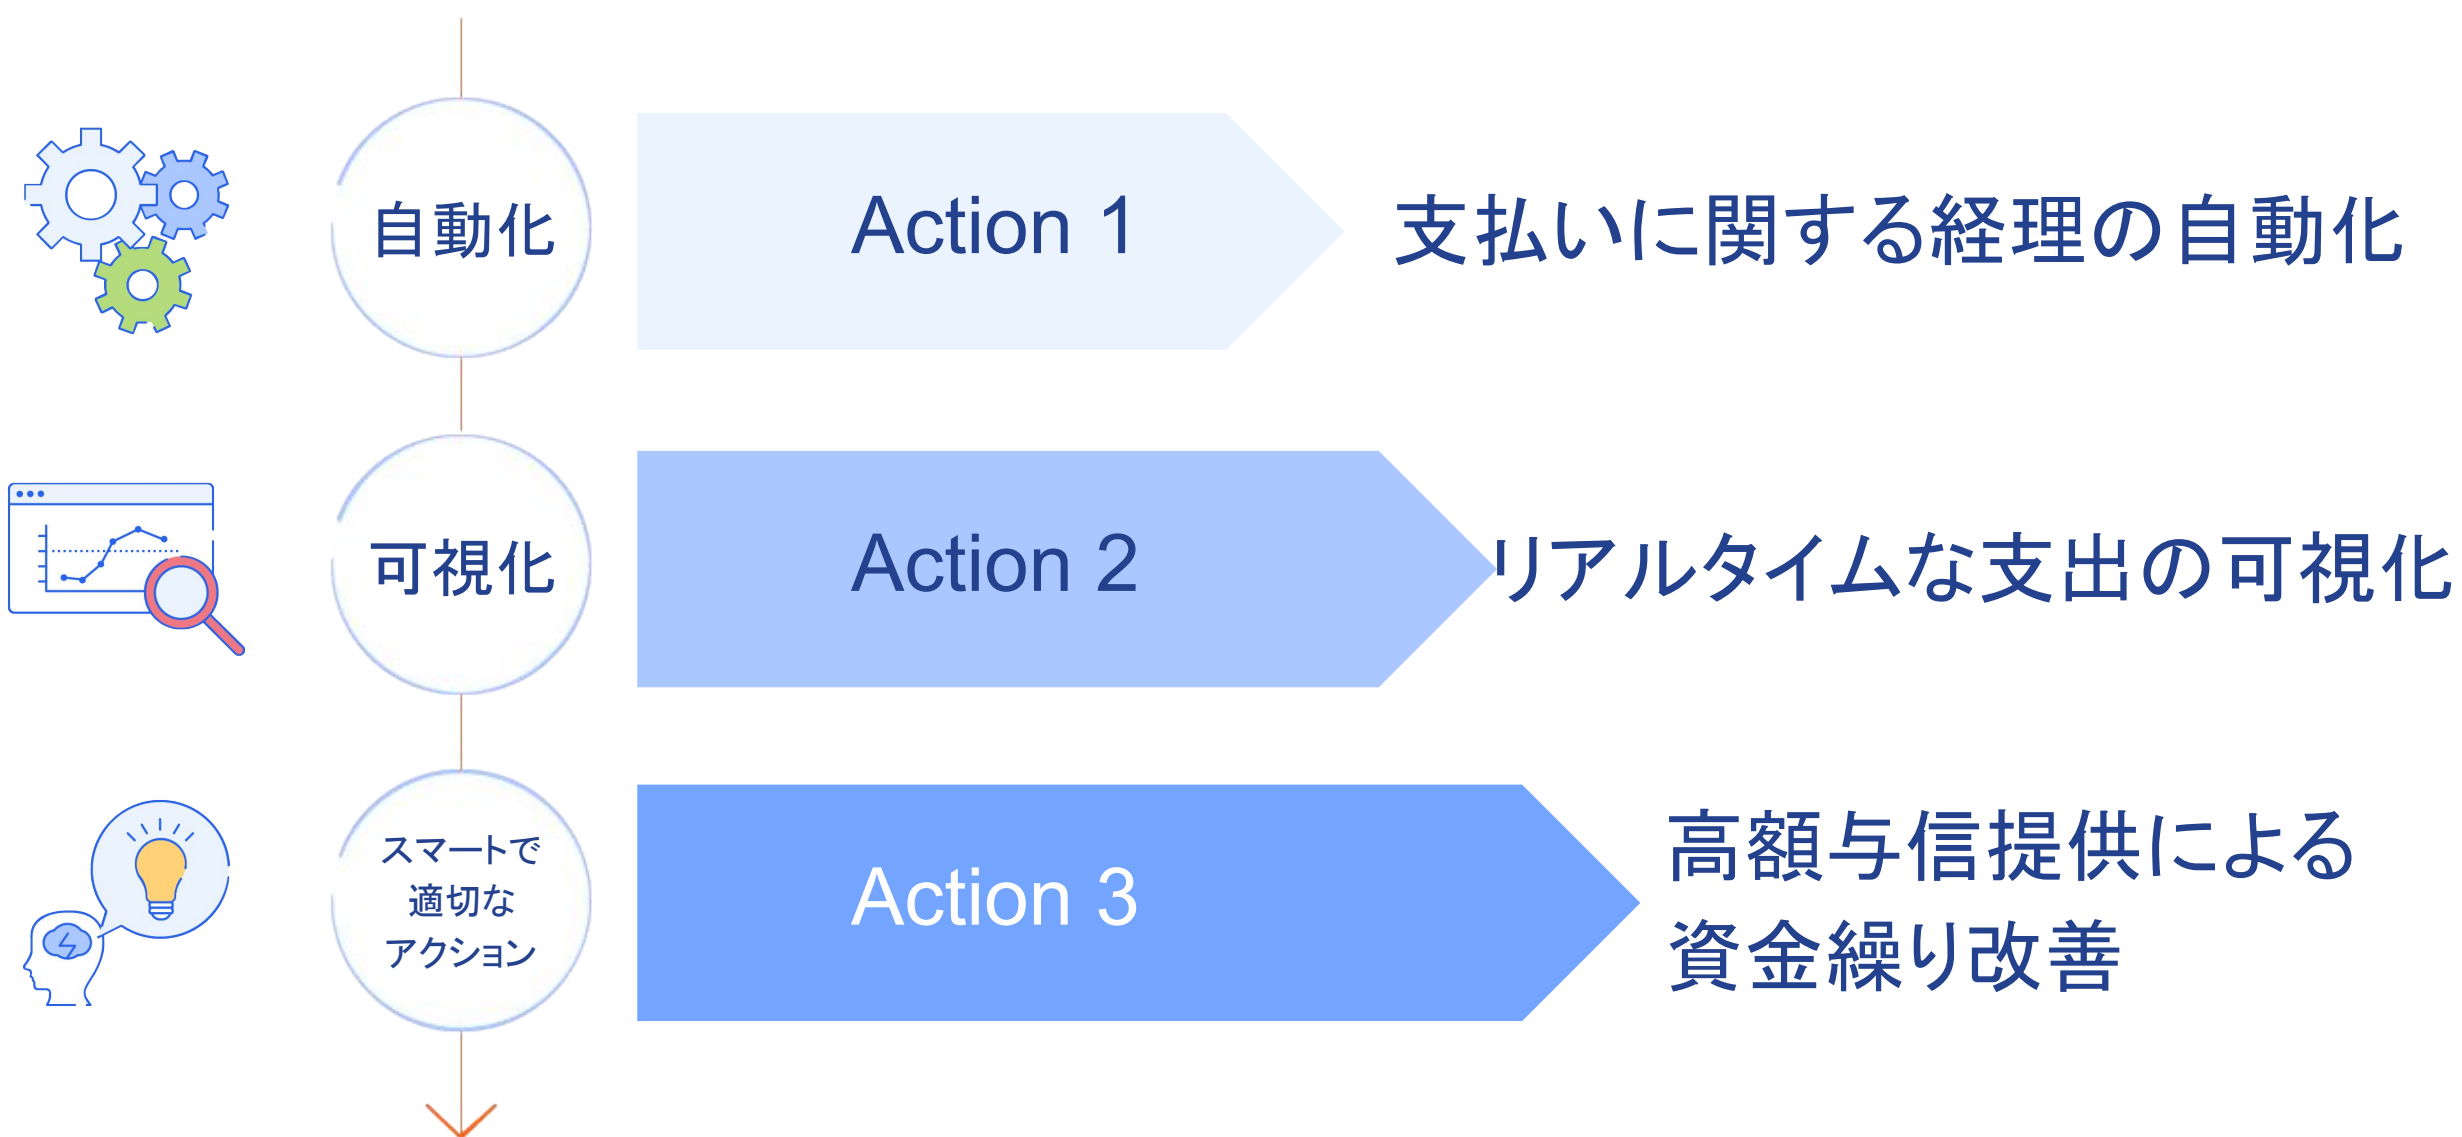 自動化
Action 1
支払いに関する経理の自動化
可視化
Action 2
リアルタイムな支出の可視化
スマートで
適切な
アクション
Action 3
高額与信提供による
資金繰り改善